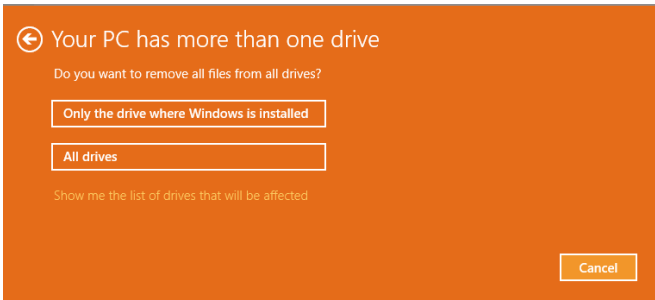 Your PC has more than one drive
Do you want to remove all files from all drives?
Only the drive where Windows is installed
All drives
Show me the list of drives that will be affected
Cancel